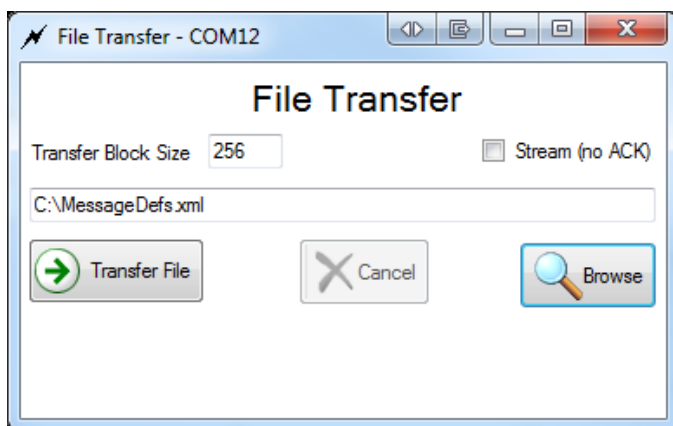 File Transfer - COM12
File Transfer
Transfer Block Size 256 Stream (no ACK)
C:\MessageDefs.xml
Transfer File Cancel Browse